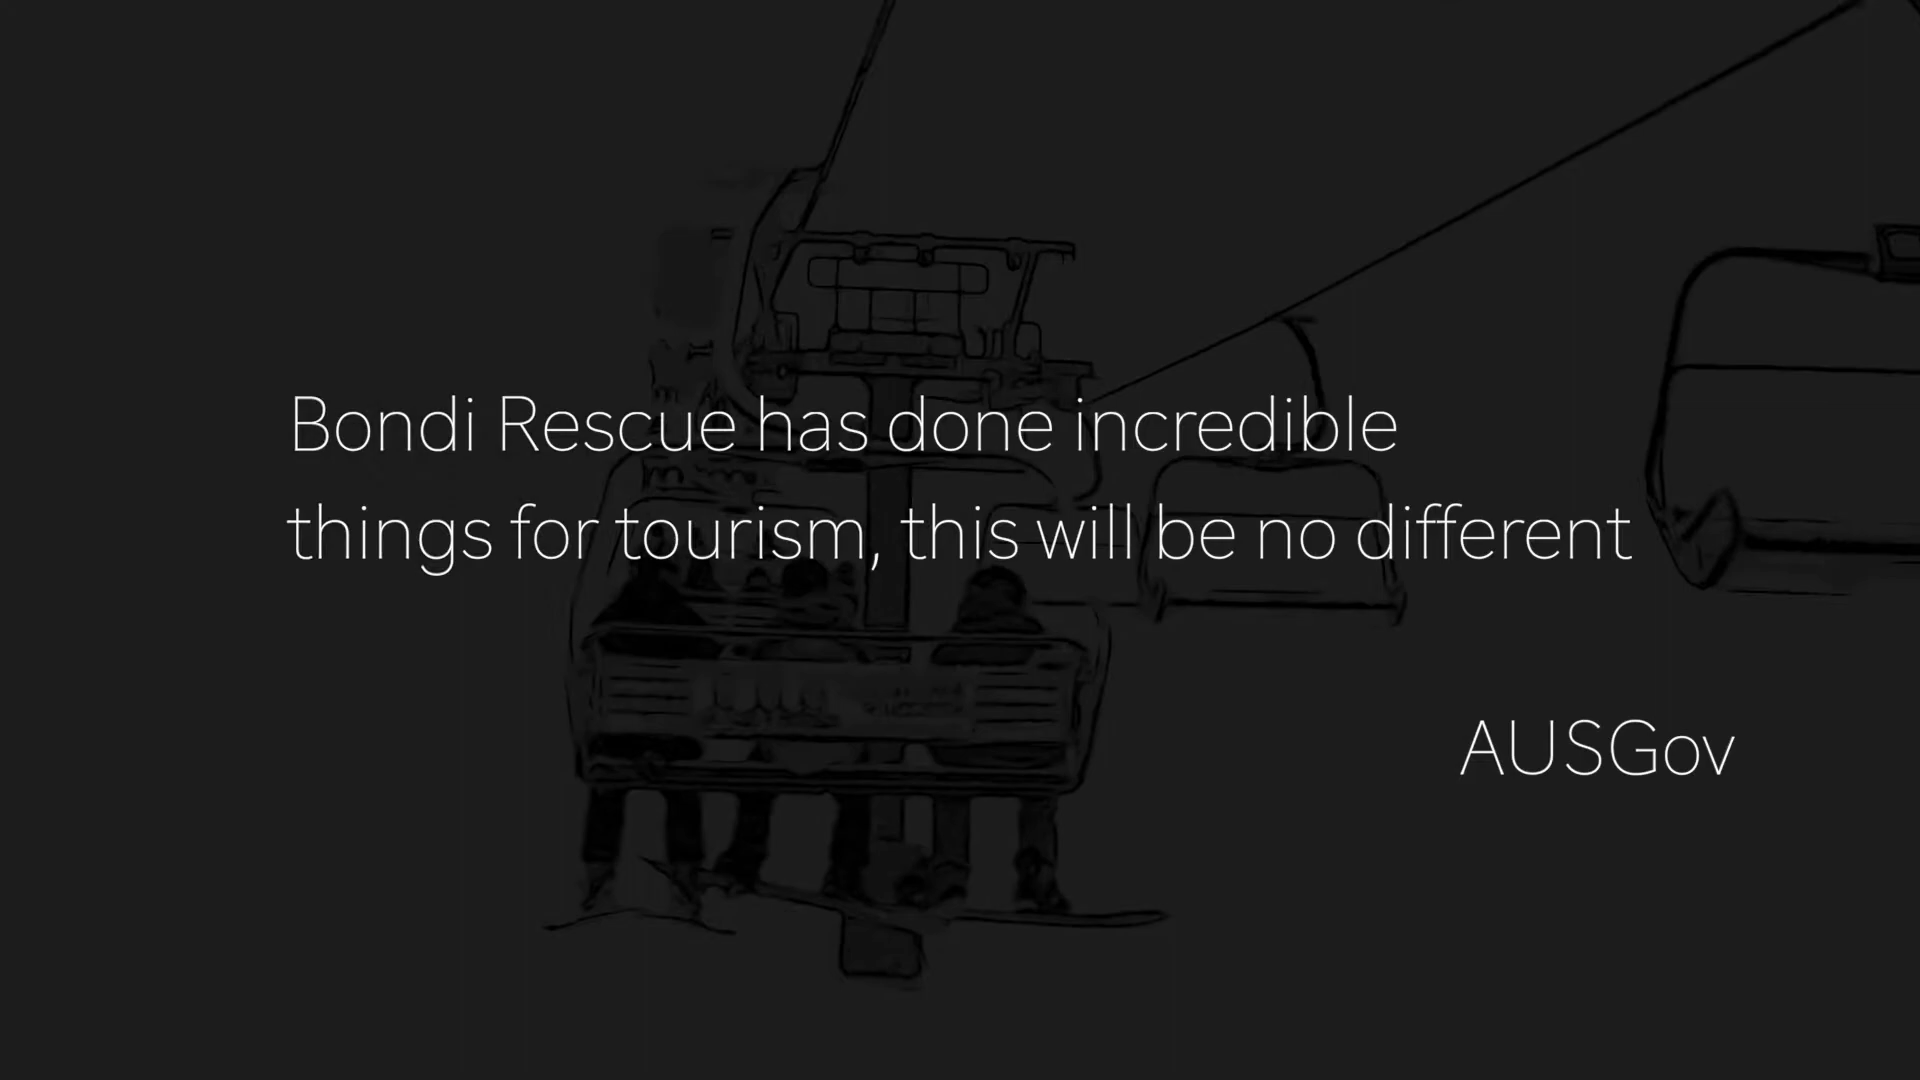 Bondi Rescue has done incredible
things for tourism, this will be no different
AUSGov